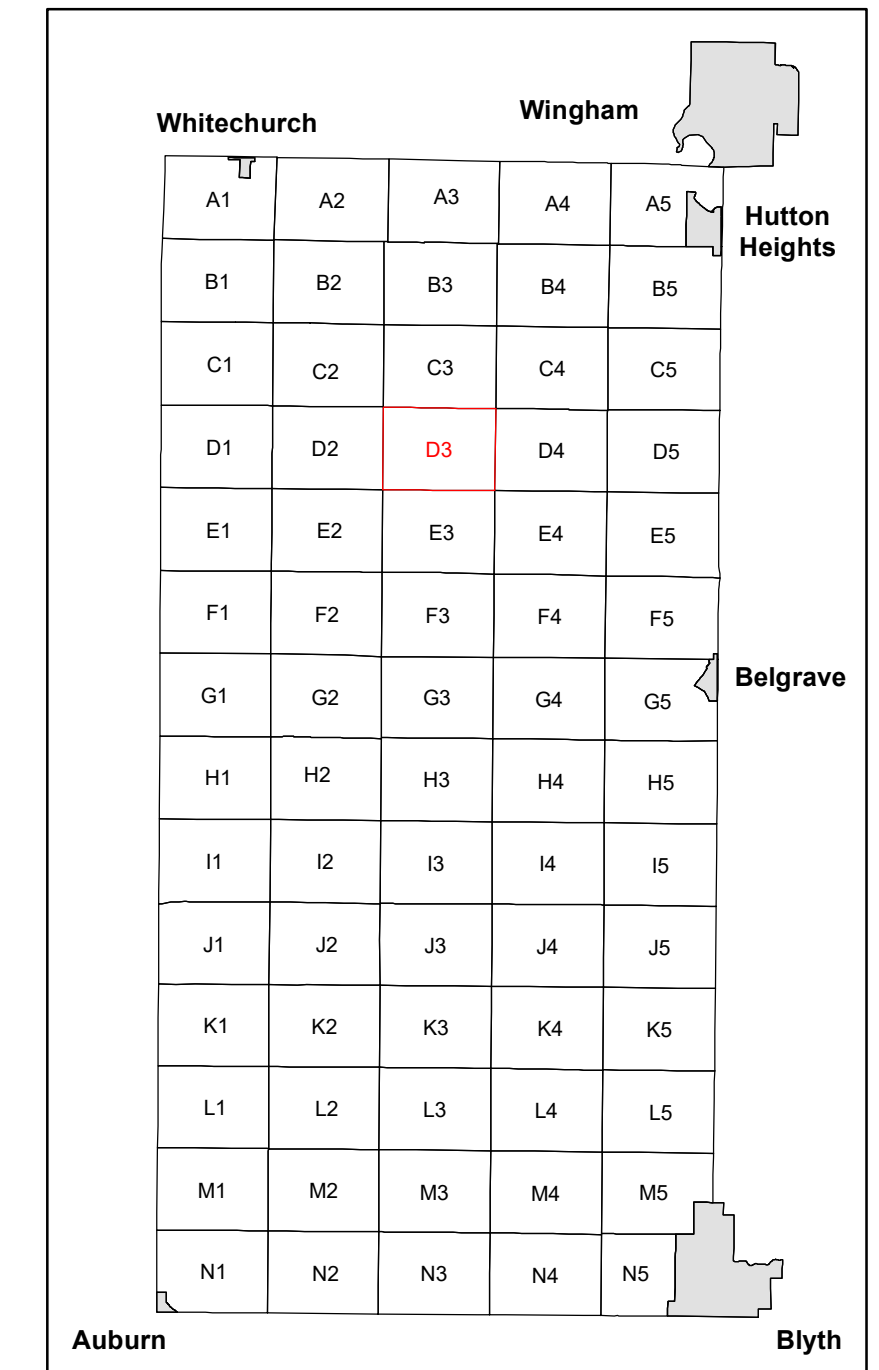 Wingham
Whitechurch
A1 A2 A3 A4 A5
Hutton
Heights
B1 B2 B3 B4 B5
C1 C2 C3 C4 C5
D1 D2 D3 D4 D5
E1 E2 E3 E4 E5
F1 F2 F3 F4 F5
Belgrave
G1 G2 G3 G4 G5
H1 H2 H3 H4 H5
I1 I2 I3 I4 I5
J1 J2 J3 J4 J5
K1 K2 K3 K4 K5
L1 L2 L3 L4 L5
M1 M2 M3 M4 M5
N1 N2 N3 N4 N5
Auburn Blyth